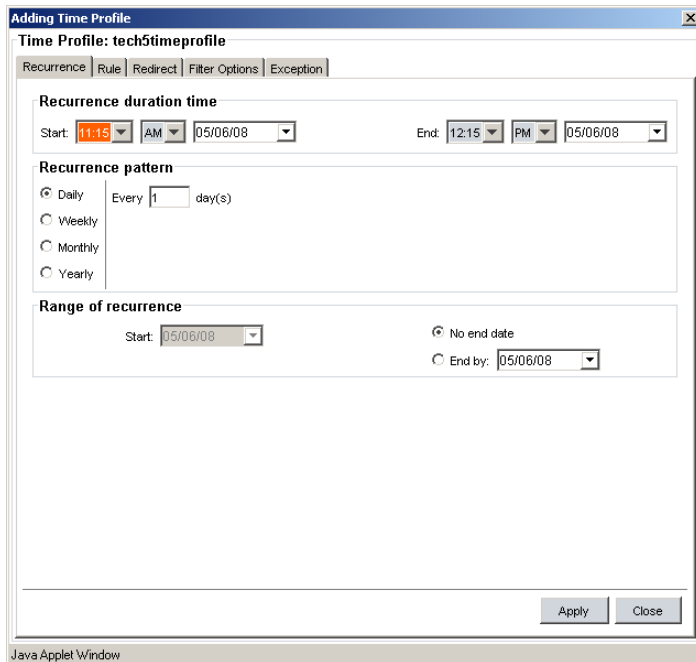 Adding Time Profile
Time Profile: tech5timeprofile
Recurrence Rule Redirect Filter Options Exception
Recurrence duration time
Start: 11:15 AM 05/06/08 End: 12:15 PM 05/06/08
Recurrence pattern
Daily Every 1 day(s)
Weekly
Monthly
Yearly
Range of recurrence
Start: 05/06/08 No end date
End by: 05/06/08
Apply Close
Java Applet Window